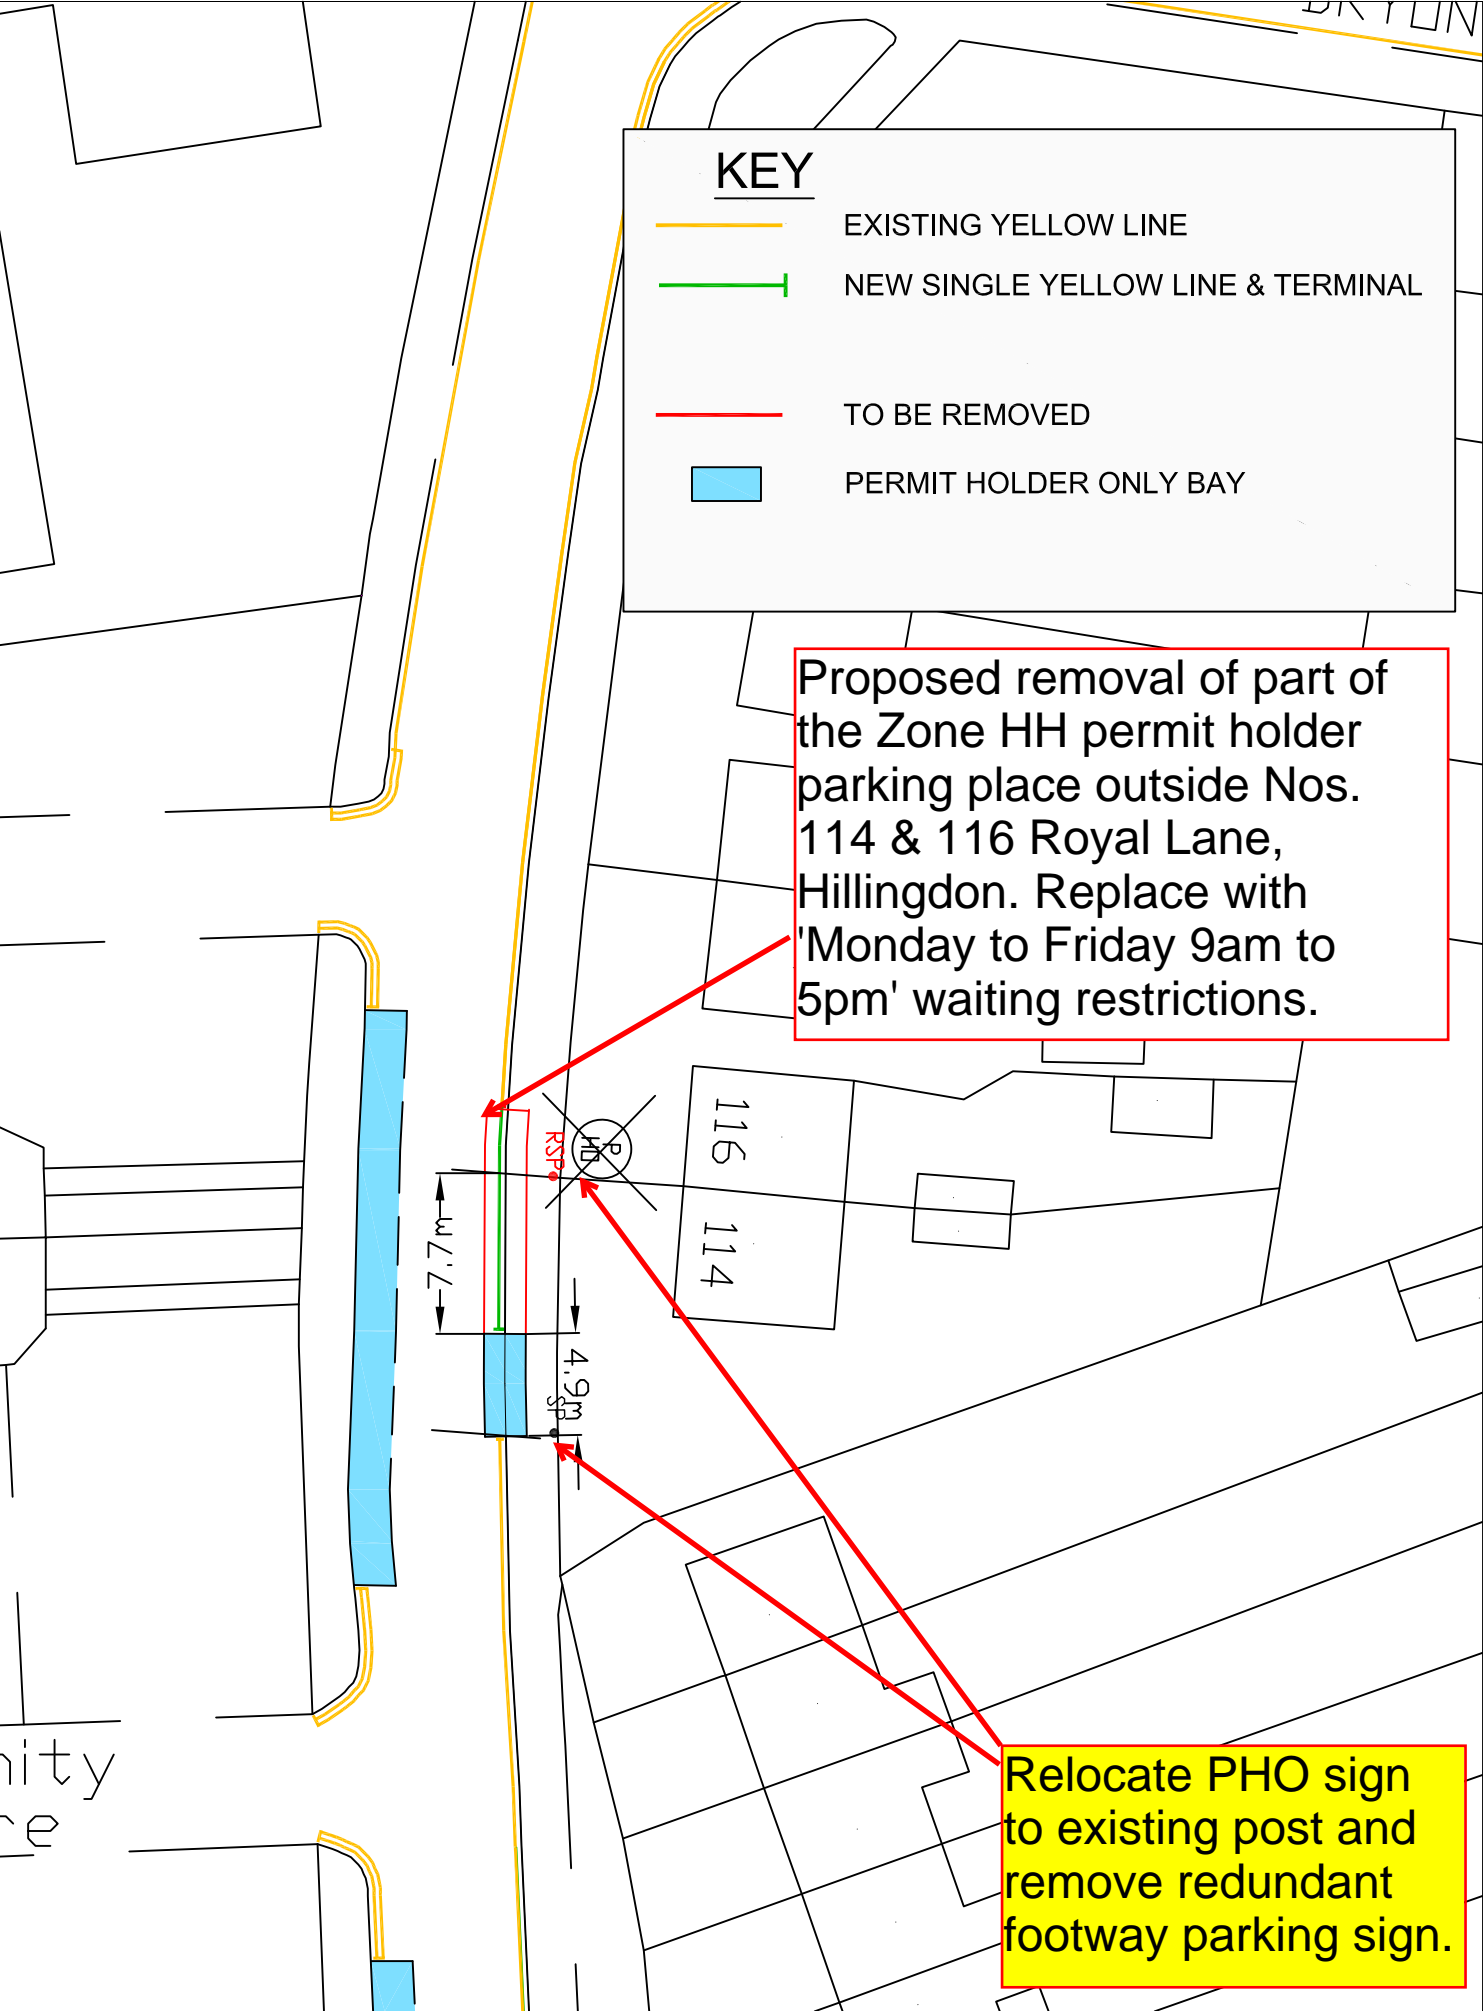 KEY
EXISTING YELLOW LINE
NEW SINGLE YELLOW LINE & TERMINAL
TO BE REMOVED
PERMIT HOLDER ONLY BAY
Proposed removal of part of
the Zone HH permit holder
parking place outside Nos.
114 & 116 Royal Lane,
Hillingdon. Replace with
'Monday to Friday 9am to
5pm' waiting restrictions.
RSP
P
116
114
7.7m
4.9m
SP
nity
re
Relocate PHO sign
to existing post and
remove redundant
footway parking sign.